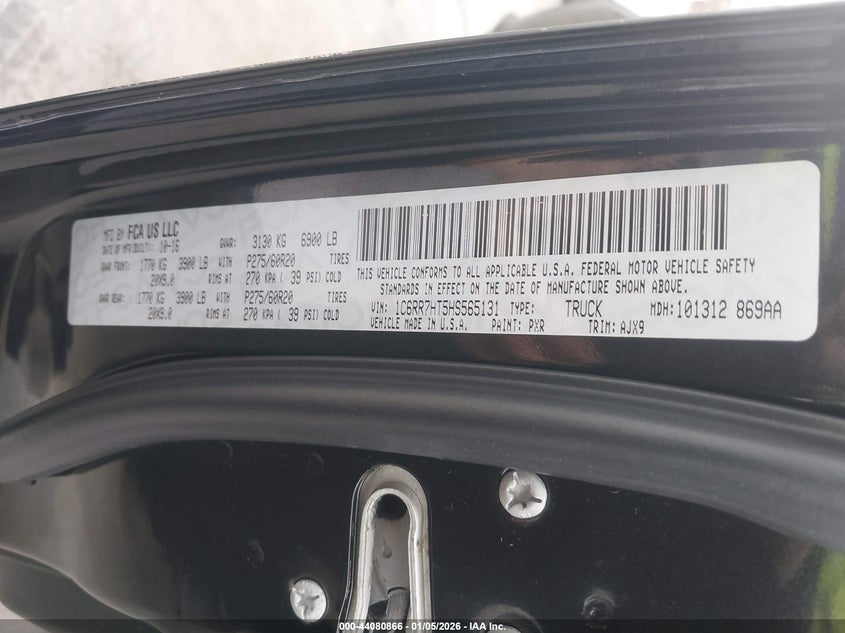 MFD BY FCA US LLC
DATE OF MFR(BUILT): 10-16 GVWR: 3130 KG 6900 LB
GAWR FRONT: 1770 KG 3900 LB WITH P275/60R20 TIRES
20X9.0 RIMS AT 270 KPA ( 39 PSI) COLD
GAWR REAR: 1770 KG 3900 LB WITH P275/60R20 TIRES
20X9.0 RIMS AT 270 KPA ( 39 PSI) COLD
THIS VEHICLE CONFORMS TO ALL APPLICABLE U.S.A. FEDERAL MOTOR VEHICLE SAFETY
STANDARDS IN EFFECT ON THE DATE OF MANUFACTURE SHOWN ABOVE.
VIN: 1C6RR7HT5HS565131 TYPE: TRUCK MDH: 101312 869AA
VEHICLE MADE IN U.S.A. PAINT: PXR TRIM: AJX9
000-44080866 - 01/05/2026 - IAA Inc.